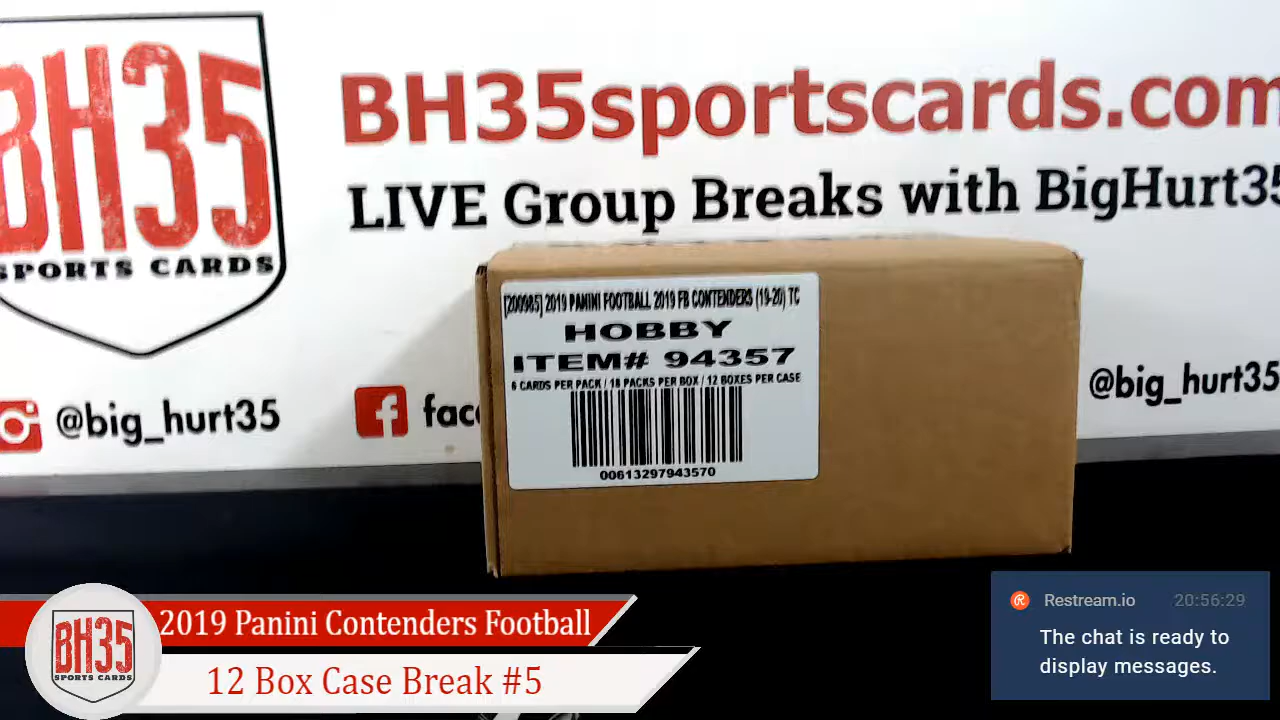 BH35
SPORTS CARDS
BH35sportscards.com
LIVE Group Breaks with BigHurt35
@big_hurt35
@big_hurt35
[200985] 2019 PANINI FOOTBALL 2019 FB CONTENDERS (19-20) TC
HOBBY
ITEM# 94357
6 CARDS PER PACK / 18 PACKS PER BOX / 12 BOXES PER CASE
00613297943570
BH35
SPORTS CARDS
2019 Panini Contenders Football
12 Box Case Break #5
Restream.io 20:56:29
The chat is ready to
display messages.